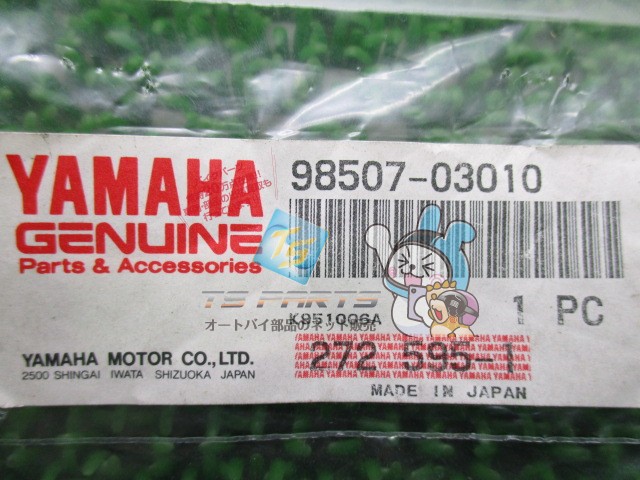 YAMAHA
GENUINE
Parts & Accessories
YAMAHA MOTOR CO., LTD.
2500 SHINGAI IWATA SHIZUOKA JAPAN
98507-03010
TS PARTS
オートバイ部品のネット販売
K951006A
1 PC
272 595-1
MADE IN JAPAN